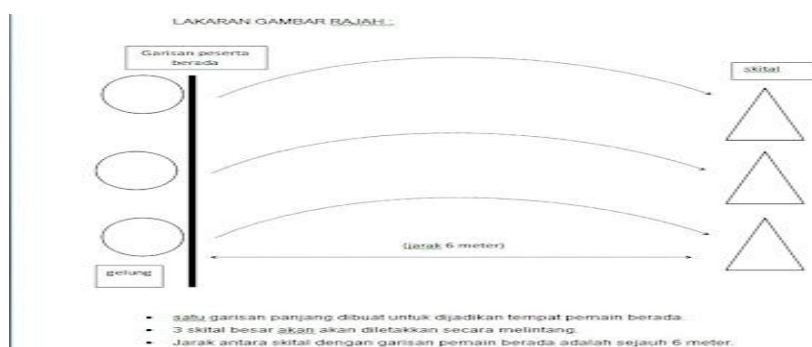 LAKARAN GAMBAR RAJAH :
Garisan peserta
berada
skital
(jarak 6 meter)
gelung
satu garisan panjang dibuat untuk dijadikan tempat pemain berada.
3 skital besar akan akan diletakkan secara melintang.
Jarak antara skital dengan garisan pemain berada adalah sejauh 6 meter.